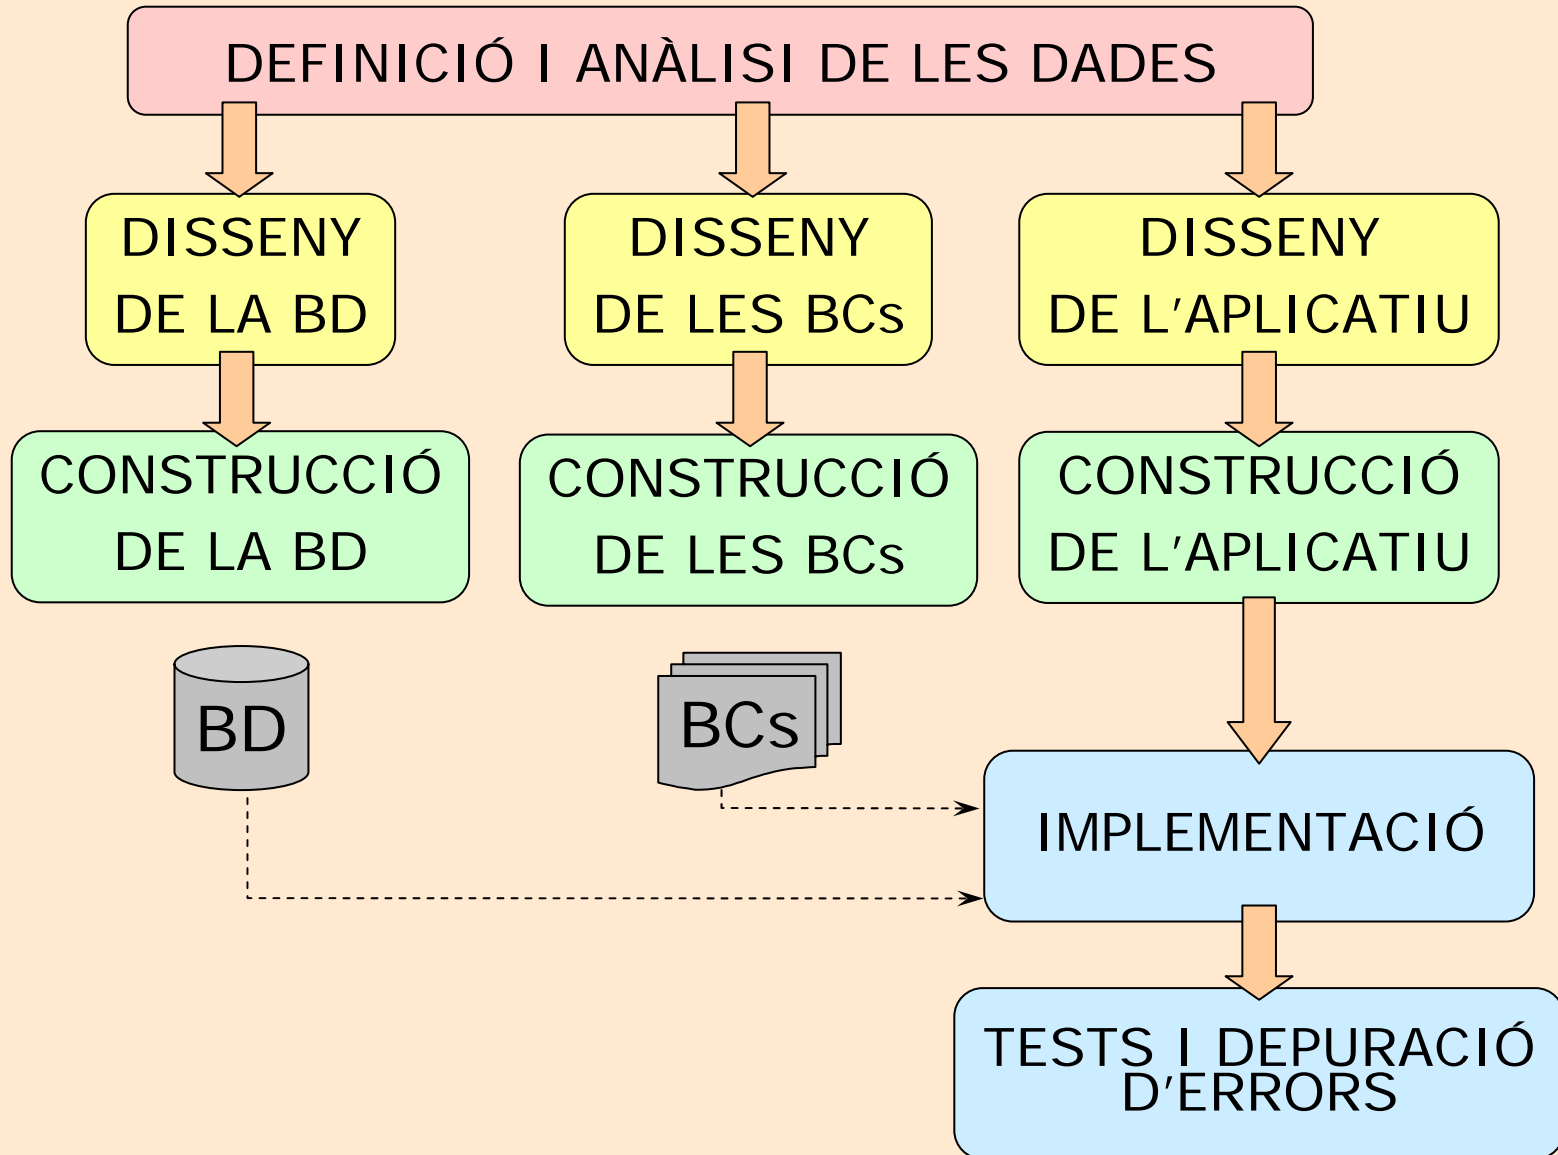 DEFINICIÓ I ANÀLISI DE LES DADES
DISSENY
DE LA BD
DISSENY
DE LES BCs
DISSENY
DE L'APLICATIU
CONSTRUCCIÓ
DE LA BD
CONSTRUCCIÓ
DE LES BCs
CONSTRUCCIÓ
DE L'APLICATIU
BD
BCs
IMPLEMENTACIÓ
TESTS I DEPURACIÓ
D'ERRORS